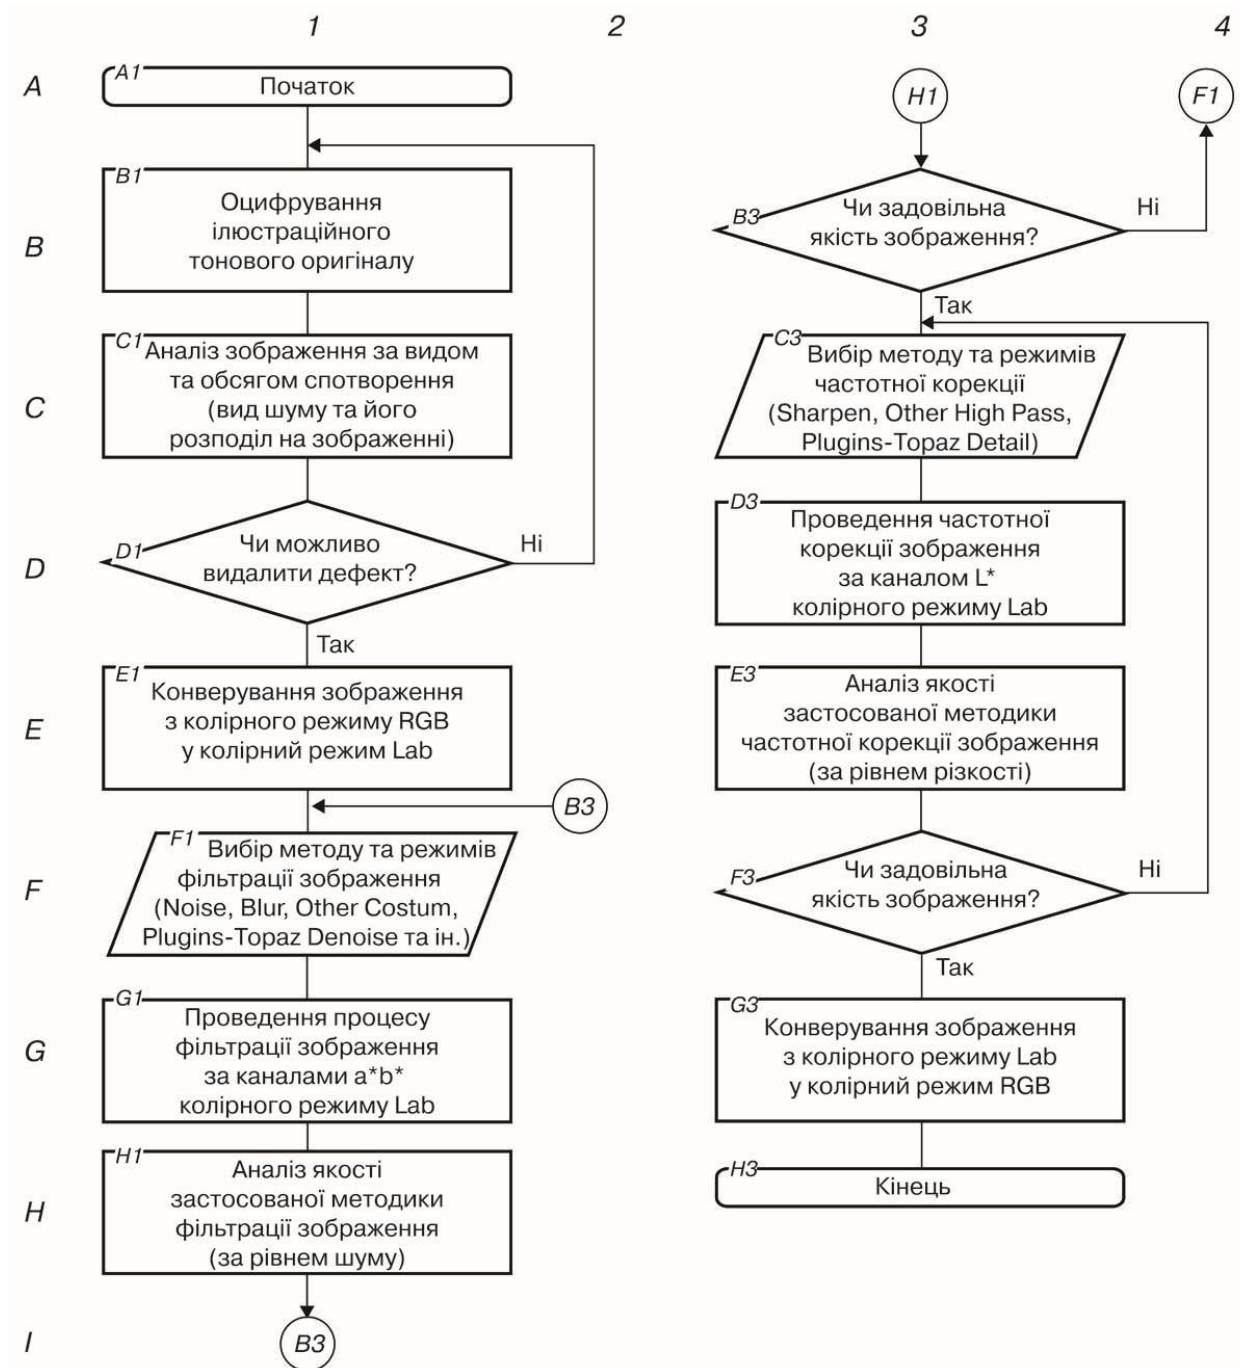 1
2
3
4
A
A1
Початок
B
B1
Оцифрування
ілюстраційного
тонового оригіналу
C
C1
Аналіз зображення за видом
та обсягом спотворення
(вид шуму та його
розподіл на зображенні)
D
D1
Чи можливо
видалити дефект?
Ні
Так
E
E1
Конверування зображення
з колірного режиму RGB
у колірний режим Lab
B3
F
F1
Вибір методу та режимів
фільтрації зображення
(Noise, Blur, Other Costum,
Plugins-Topaz Denoise та ін.)
G
G1
Проведення процесу
фільтрації зображення
за каналами a*b*
колірного режиму Lab
H
H1
Аналіз якості
застосованої методики
фільтрації зображення
(за рівнем шуму)
I
B3
H1
F1
B3
Чи задовільна
якість зображення?
Ні
Так
C3
Вибір методу та режимів
частотної корекції
(Sharpen, Other High Pass,
Plugins-Topaz Detail)
D3
Проведення частотної
корекції зображення
за каналом L*
колірного режиму Lab
E3
Аналіз якості
застосованої методики
частотної корекції зображення
(за рівнем різкості)
F3
Чи задовільна
якість зображення?
Ні
Так
G3
Конверування зображення
з колірного режиму Lab
у колірний режим RGB
H3
Кінець